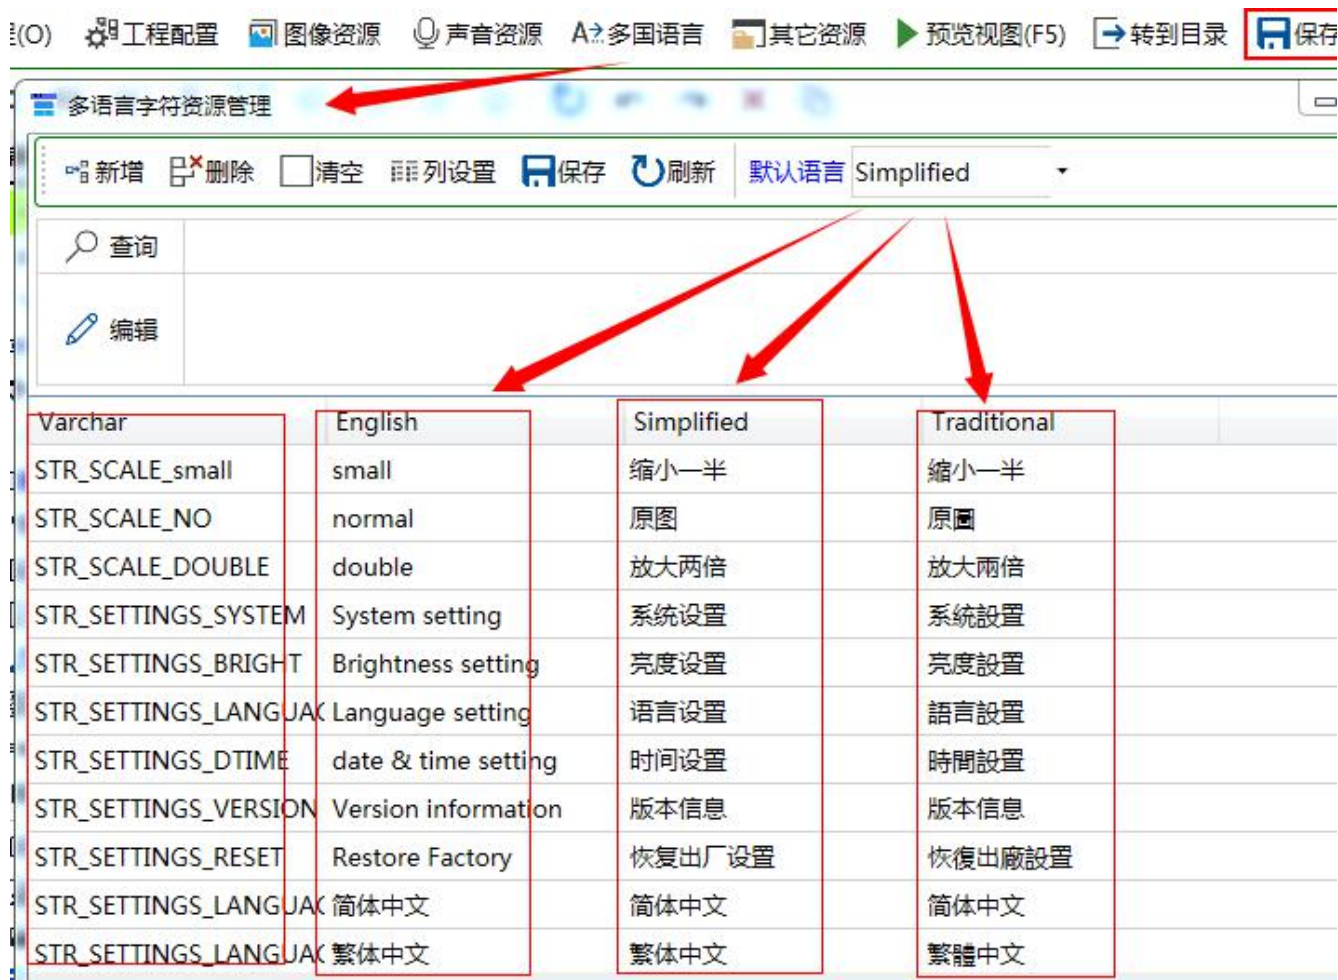 (O) 工程配置 图像资源 声音资源 A 多国语言 其它资源 预览视图(F5) 转到目录 保存
多语言字符资源管理
新增 删除 清空 列设置 保存 刷新 默认语言 Simplified
查询
编辑
Varchar English Simplified Traditional
STR_SCALE_small small 缩小一半 縮小一半
STR_SCALE_NO normal 原图 原圖
STR_SCALE_DOUBLE double 放大两倍 放大兩倍
STR_SETTINGS_SYSTEM System setting 系统设置 系統設置
STR_SETTINGS_BRIGHT Brightness setting 亮度设置 亮度設置
STR_SETTINGS_LANGUA Language setting 语言设置 語言設置
STR_SETTINGS_DTIME date & time setting 时间设置 時間設置
STR_SETTINGS_VERSION Version information 版本信息 版本信息
STR_SETTINGS_RESET Restore Factory 恢复出厂设置 恢復出廠設置
STR_SETTINGS_LANGUA 简体中文 简体中文 简体中文
STR_SETTINGS_LANGUA 繁体中文 繁体中文 繁體中文